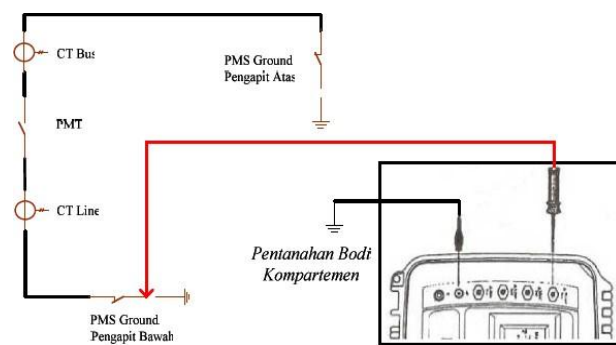 CT Bus
PMS Ground
Pengapit Atas
PMT
CT Line
Pentanahan Bodi
Kompartemen
PMS Ground
Pengapit Bawah